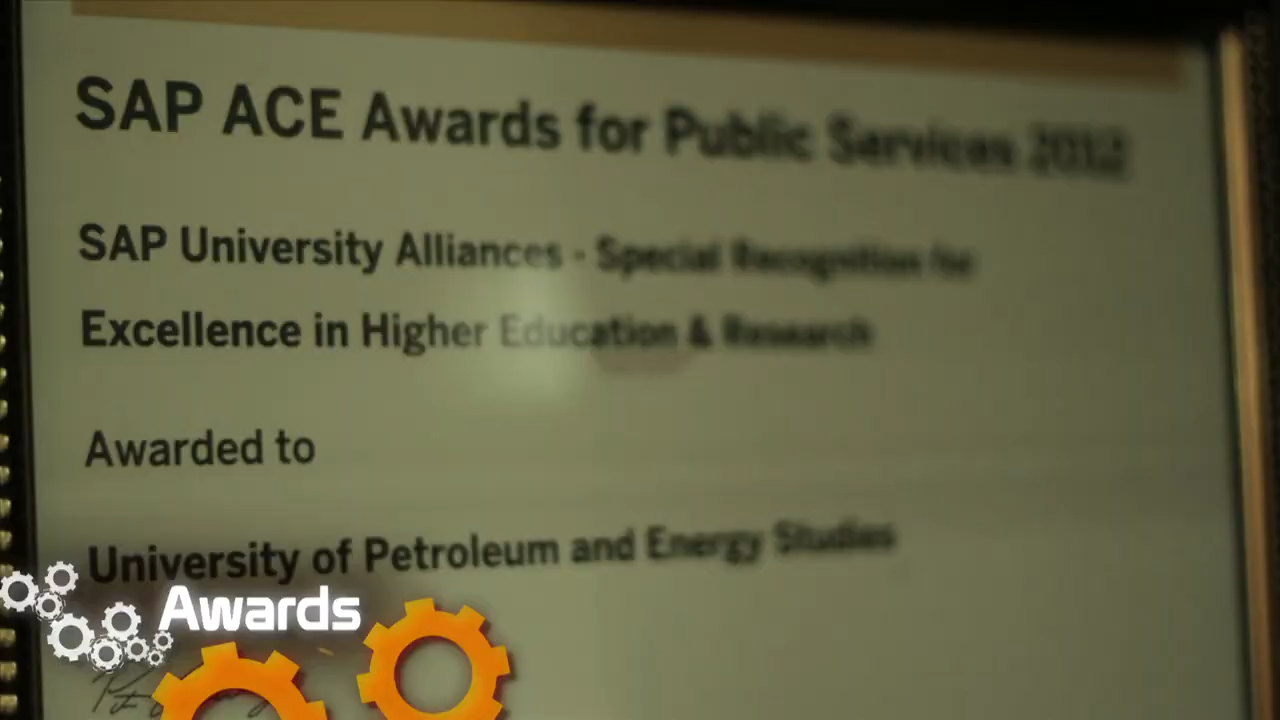 SAP ACE Awards for Public Services 2012
SAP University Alliances - Special Recognition for
Excellence in Higher Education & Research
Awarded to
University of Petroleum and Energy Studies
Awards